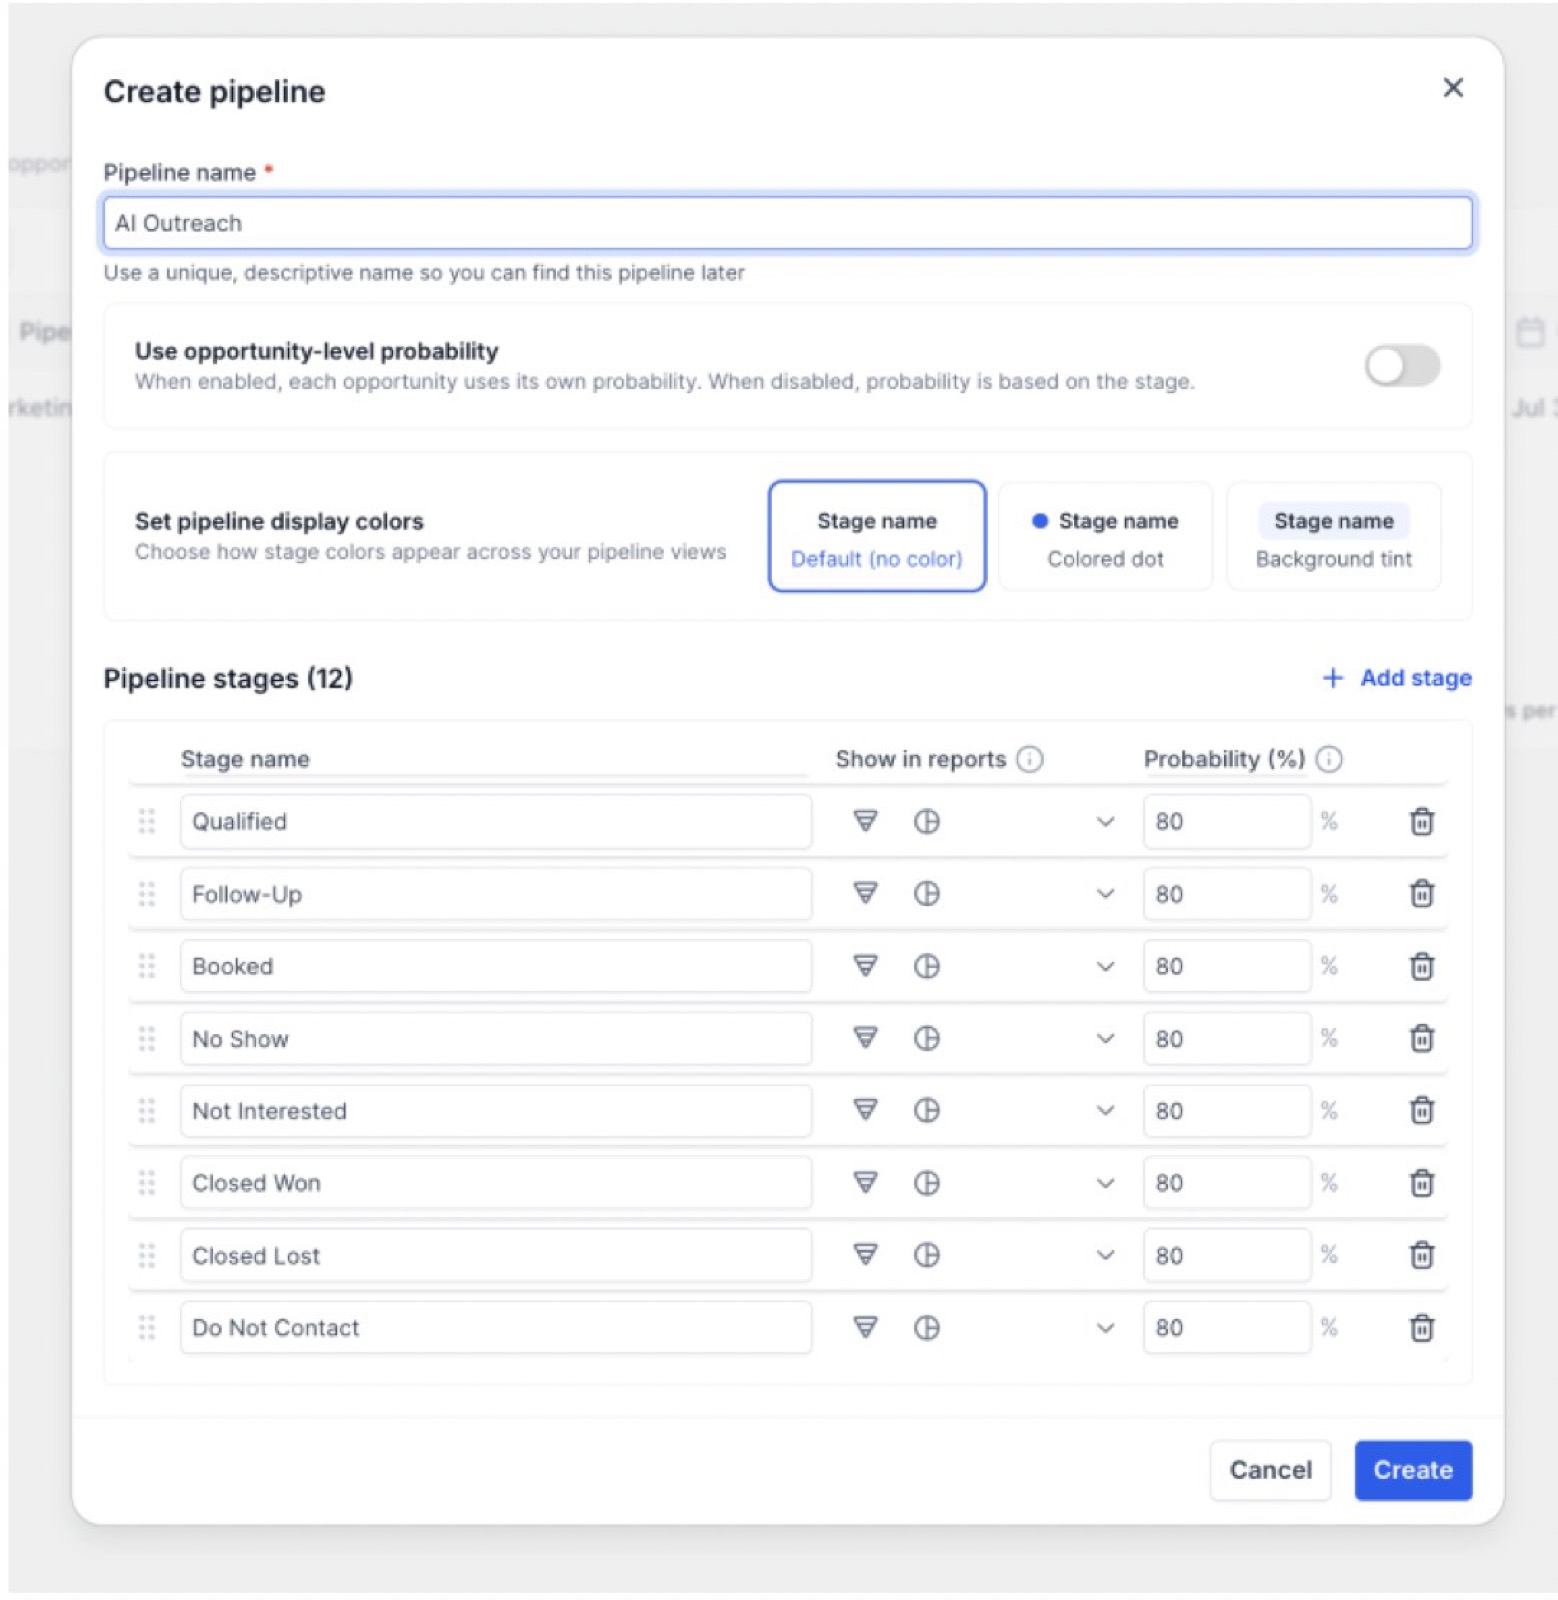 Create pipeline
Pipeline name *
AI Outreach
Use a unique, descriptive name so you can find this pipeline later
Use opportunity-level probability
When enabled, each opportunity uses its own probability. When disabled, probability is based on the stage.
Set pipeline display colors
Choose how stage colors appear across your pipeline views
Stage name
Default (no color)
Stage name
Colored dot
Stage name
Background tint
Pipeline stages (12)
+ Add stage
Stage name Show in reports Probability (%)
Qualified 80 %
Follow-Up 80 %
Booked 80 %
No Show 80 %
Not Interested 80 %
Closed Won 80 %
Closed Lost 80 %
Do Not Contact 80 %
Cancel Create
oppor
Pipe
rketin
Jul
s per